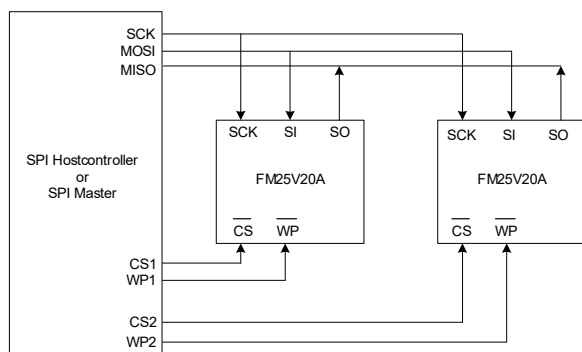 SCK
MOSI
MISO
SCK SI SO
SCK SI SO
SPI Hostcontroller
or
SPI Master
FM25V20A
FM25V20A
CS WP
CS WP
CS1
WP1
CS2
WP2